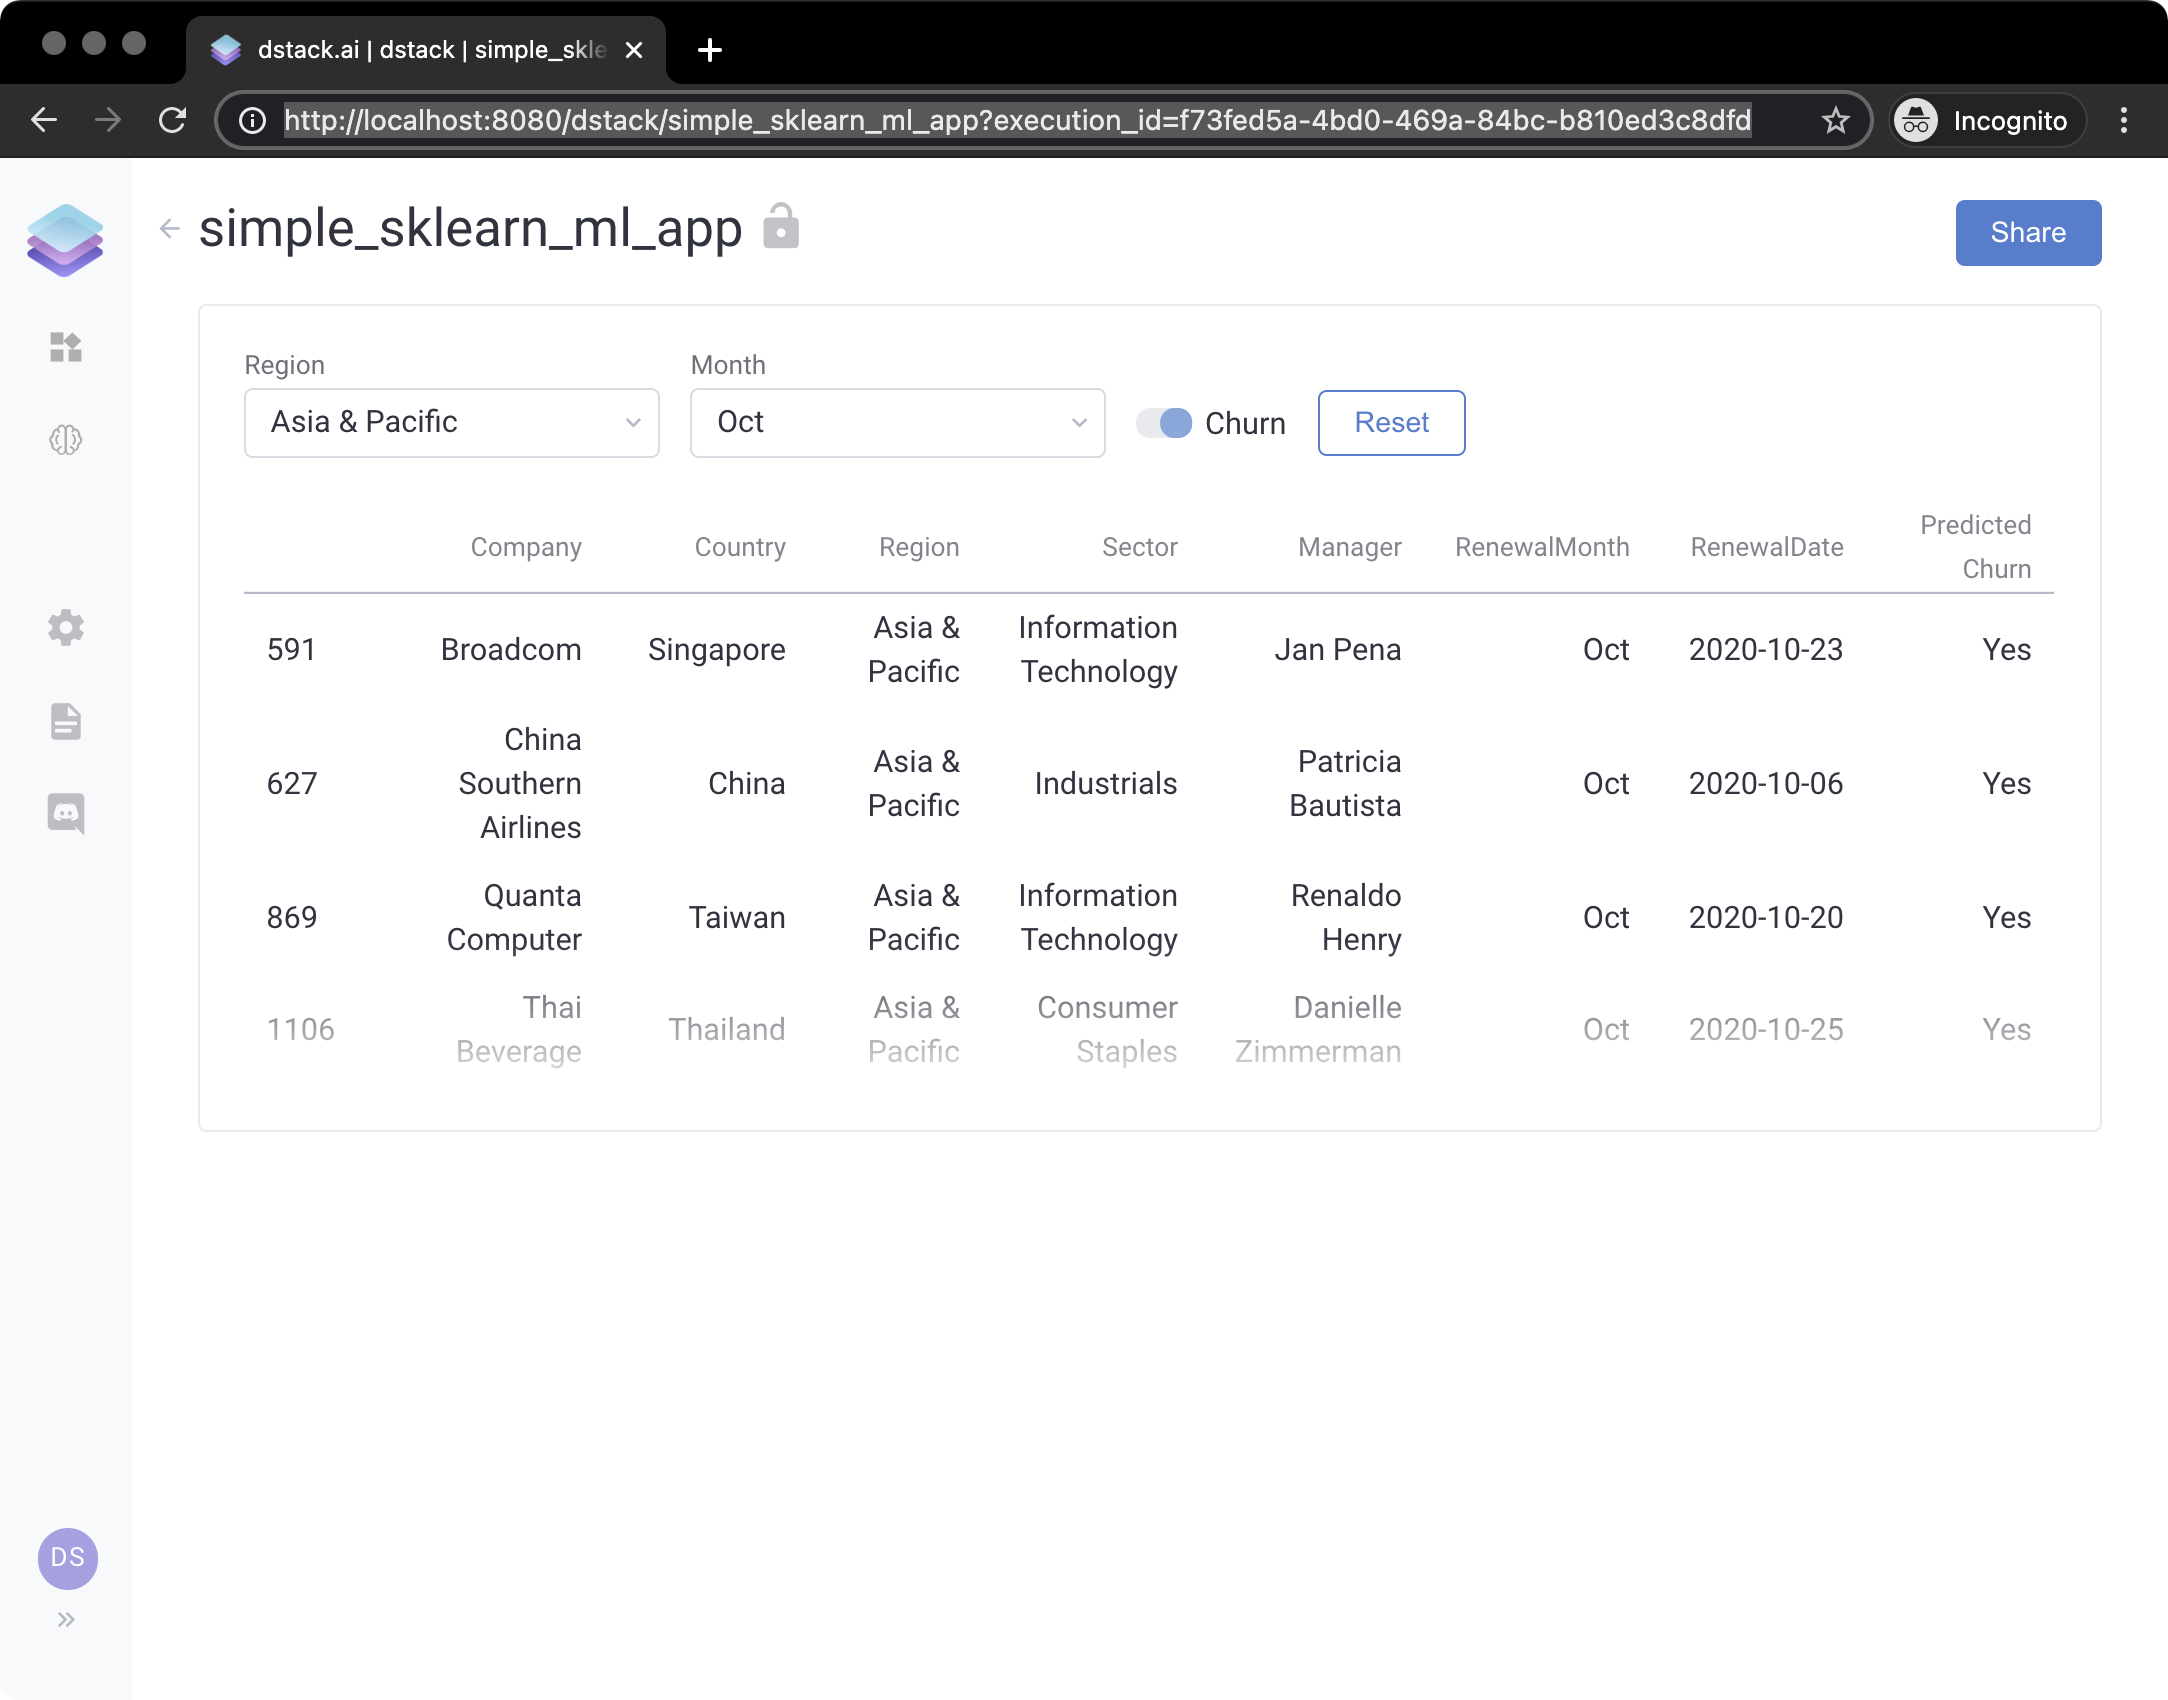 dstack.ai | dstack | simple_skle
http://localhost:8080/dstack/simple_sklearn_ml_app?execution_id=f73fed5a-4bd0-469a-84bc-b810ed3c8dfd
Incognito
simple_sklearn_ml_app
Share
Region
Month
Asia & Pacific
Oct
Churn
Reset
Company Country Region Sector Manager RenewalMonth RenewalDate Predicted Churn
591 Broadcom Singapore Asia & Pacific Information Technology Jan Pena Oct 2020-10-23 Yes
627 China Southern Airlines China Asia & Pacific Industrials Patricia Bautista Oct 2020-10-06 Yes
869 Quanta Computer Taiwan Asia & Pacific Information Technology Renaldo Henry Oct 2020-10-20 Yes
1106 Thai Beverage Thailand Asia & Pacific Consumer Staples Danielle Zimmerman Oct 2020-10-25 Yes
DS